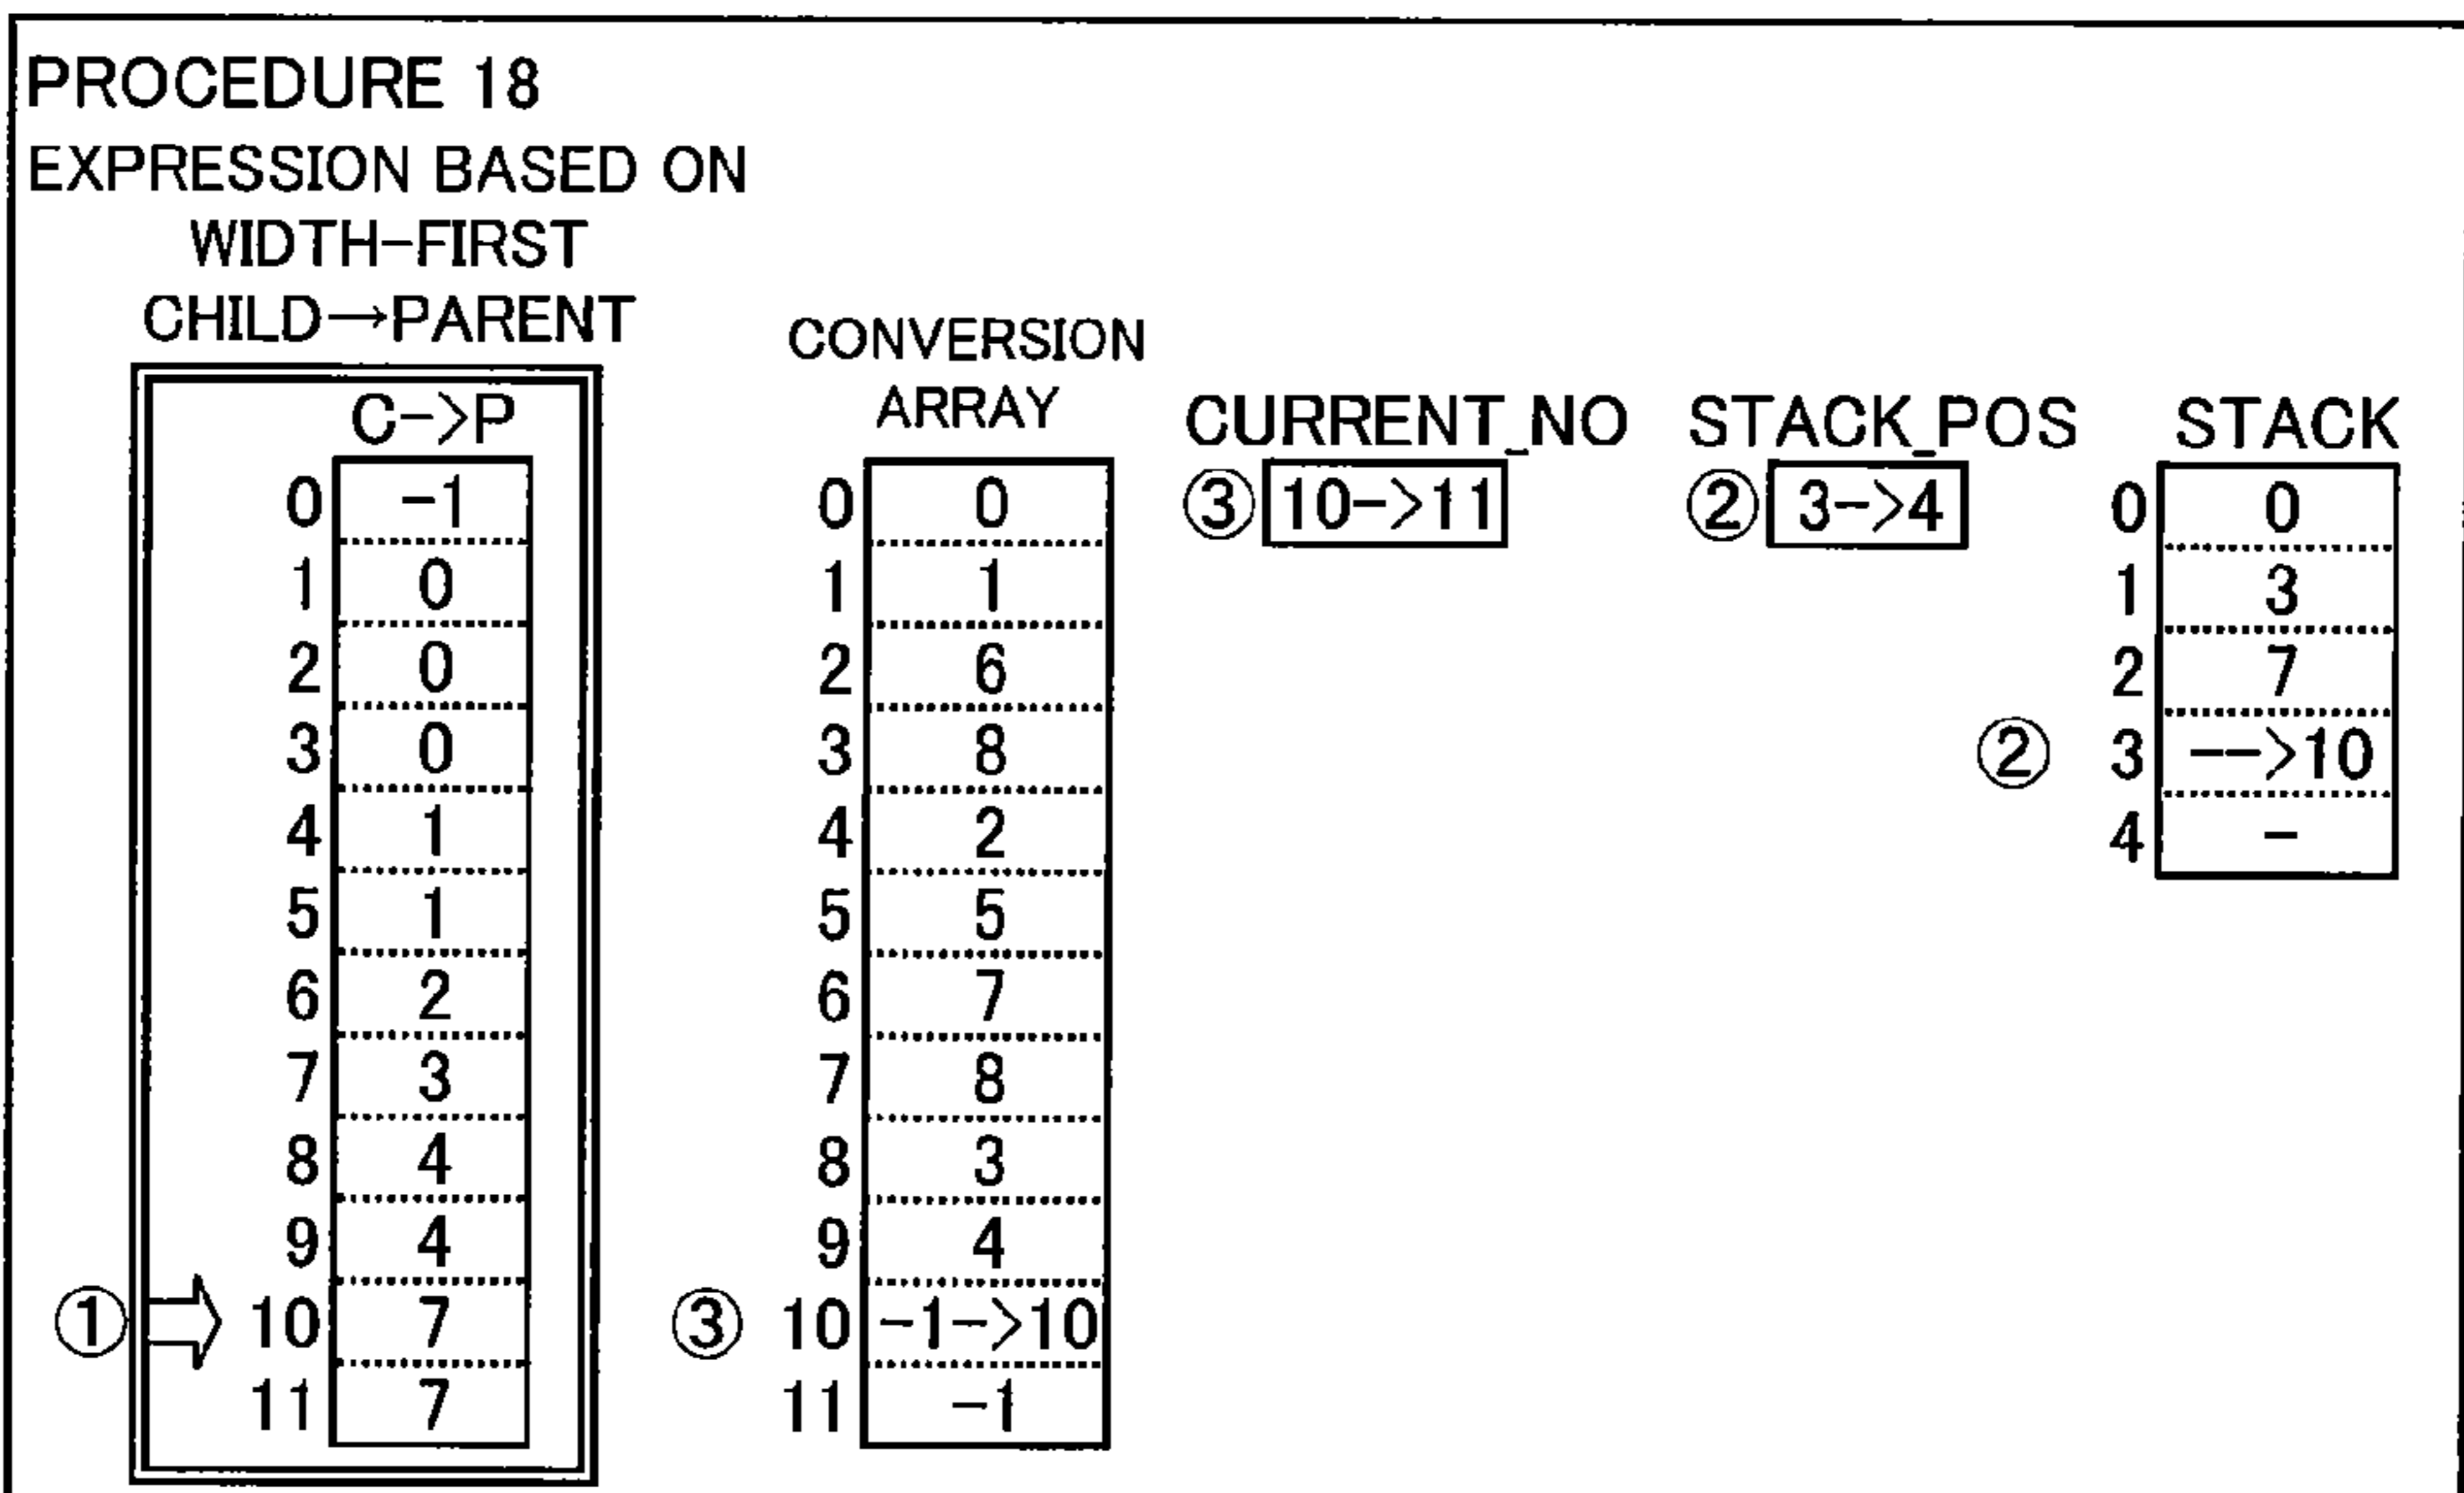 PROCEDURE 18
EXPRESSION BASED ON
WIDTH-FIRST
CHILD→PARENT
CONVERSION
ARRAY
CURRENT_NO STACK_POS STACK
C->P
0 -1 0 0 ③ 10->11 ② 3->4 0 0
1 0 1 1 1 3
2 0 2 6 2 7
3 0 3 8 ② 3 -->10
4 1 4 2 4 -
5 1 5 5
6 2 6 7
7 3 7 8
8 4 8 3
9 4 9 4
① 10 7 ③ 10 -1->10
11 7 11 -1